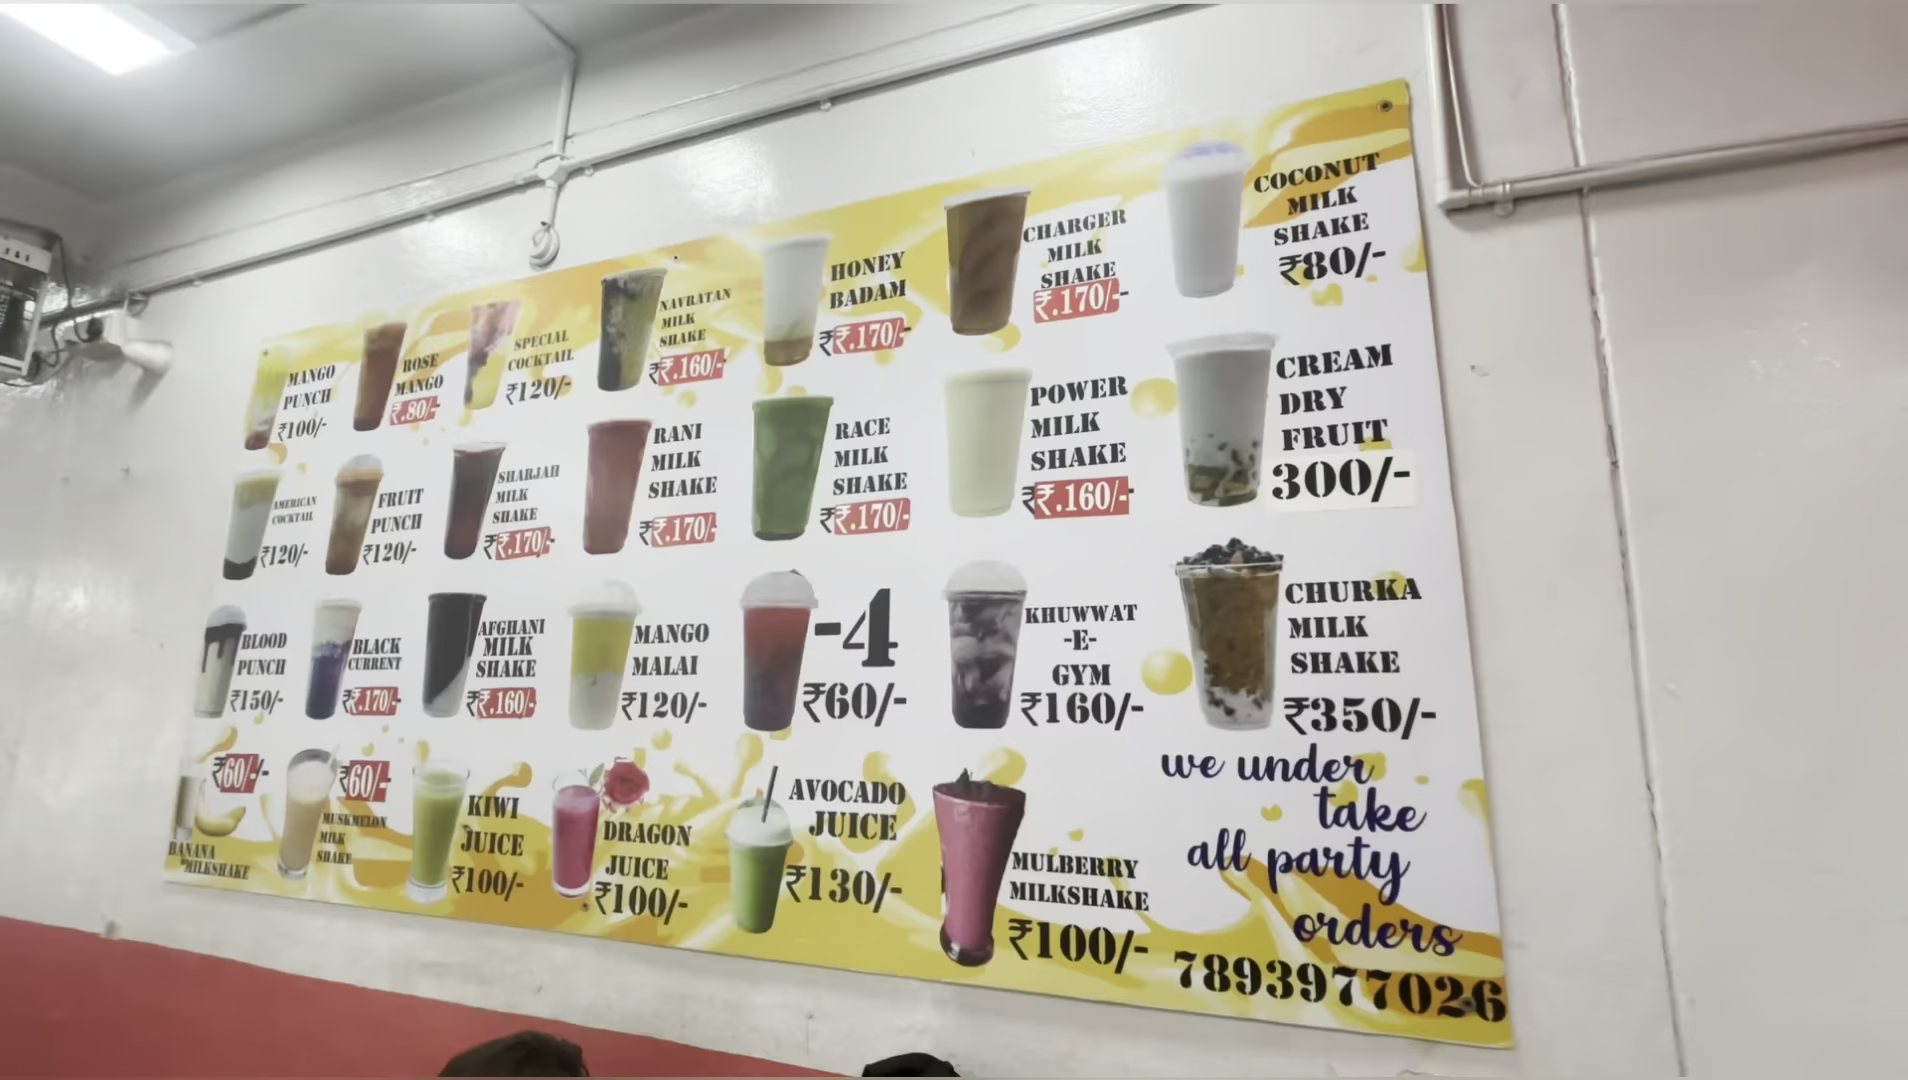 MANGO
PUNCH
₹100/-
ROSE
MANGO
₹.80/-
SPECIAL
COCKTAIL
₹120/-
NAVRATAN
MILK
SHAKE
₹₹.160/-
HONEY
BADAM
₹₹.170/-
CHARGER
MILK
SHAKE
₹.170/-
COCONUT
MILK
SHAKE
₹80/-
AMERICAN
COCKTAIL
₹120/-
FRUIT
PUNCH
₹120/-
SHARJAH
MILK
SHAKE
₹₹.170/-
RANI
MILK
SHAKE
₹₹.170/-
RACE
MILK
SHAKE
₹₹.170/-
POWER
MILK
SHAKE
₹₹.160/-
CREAM
DRY
FRUIT
300/-
BLOOD
PUNCH
₹150/-
BLACK
CURRENT
₹₹.170/-
AFGHANI
MILK
SHAKE
₹₹.160/-
MANGO
MALAI
₹120/-
-4
₹60/-
KHUWWAT
-E-
GYM
₹160/-
CHURKA
MILK
SHAKE
₹350/-
₹60/-
BANANA
MILKSHAKE
₹60/-
MUSKMELON
MILK
SHAKE
KIWI
JUICE
₹100/-
DRAGON
JUICE
₹100/-
AVOCADO
JUICE
₹130/-
MULBERRY
MILKSHAKE
₹100/-
we under
take
all party
orders
7893977026